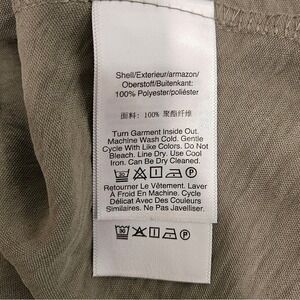 Shell/Exterieur/armazon/
Oberstoff/Buitenkant:
100% Polyester/poliéster
面料: 100% 聚酯纤维
Turn Garment Inside Out.
Machine Wash Cold. Gentle
Cycle With Like Colors. Do Not
Bleach. Line Dry. Use Cool
Iron. Can Be Dry Cleaned.
30 P
Retourner Le Vêtement. Laver
À Froid En Machine. Cycle
Délicat Avec Des Couleurs
Similaires. Ne Pas Javelliser.
30 P